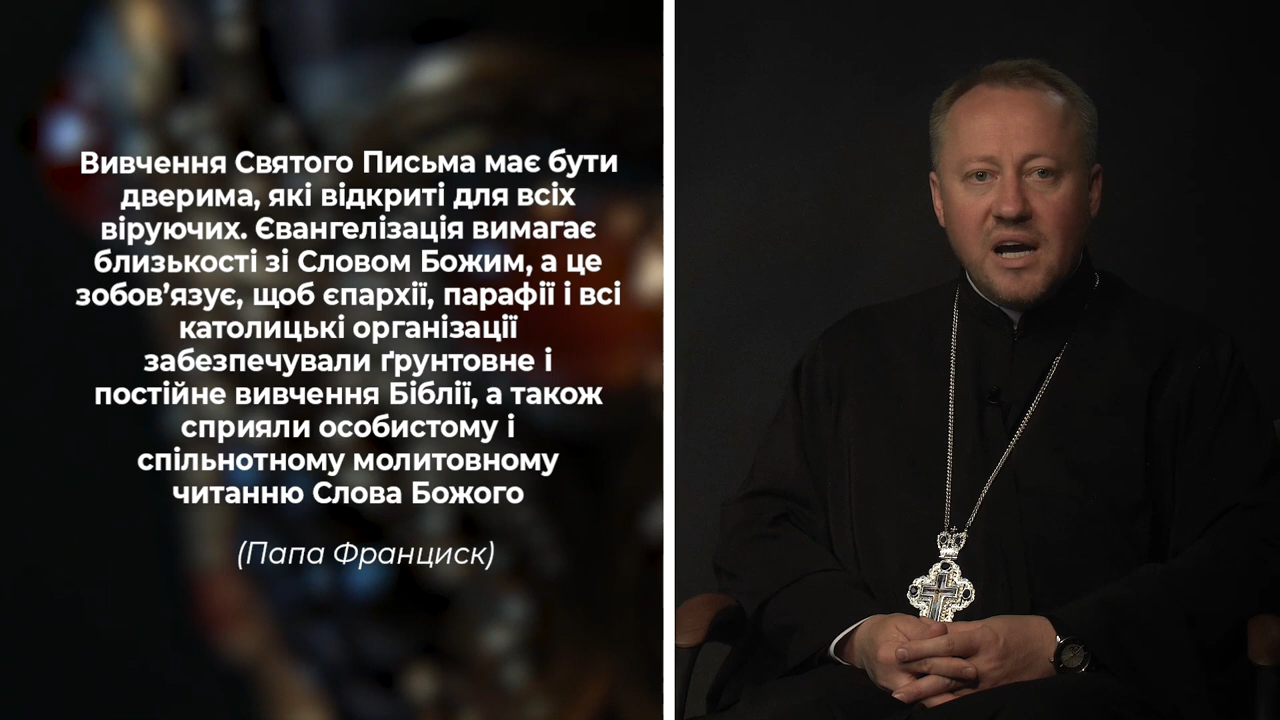 Вивчення Святого Письма має бути
дверима, які відкриті для всіх
віруючих. Євангелізація вимагає
близькості зі Словом Божим, а це
зобов’язує, щоб єпархії, парафії і всі
католицькі організації
забезпечували ґрунтовне і
постійне вивчення Біблії, а також
сприяли особистому і
спільнотному молитовному
читанню Слова Божого
(Папа Франциск)